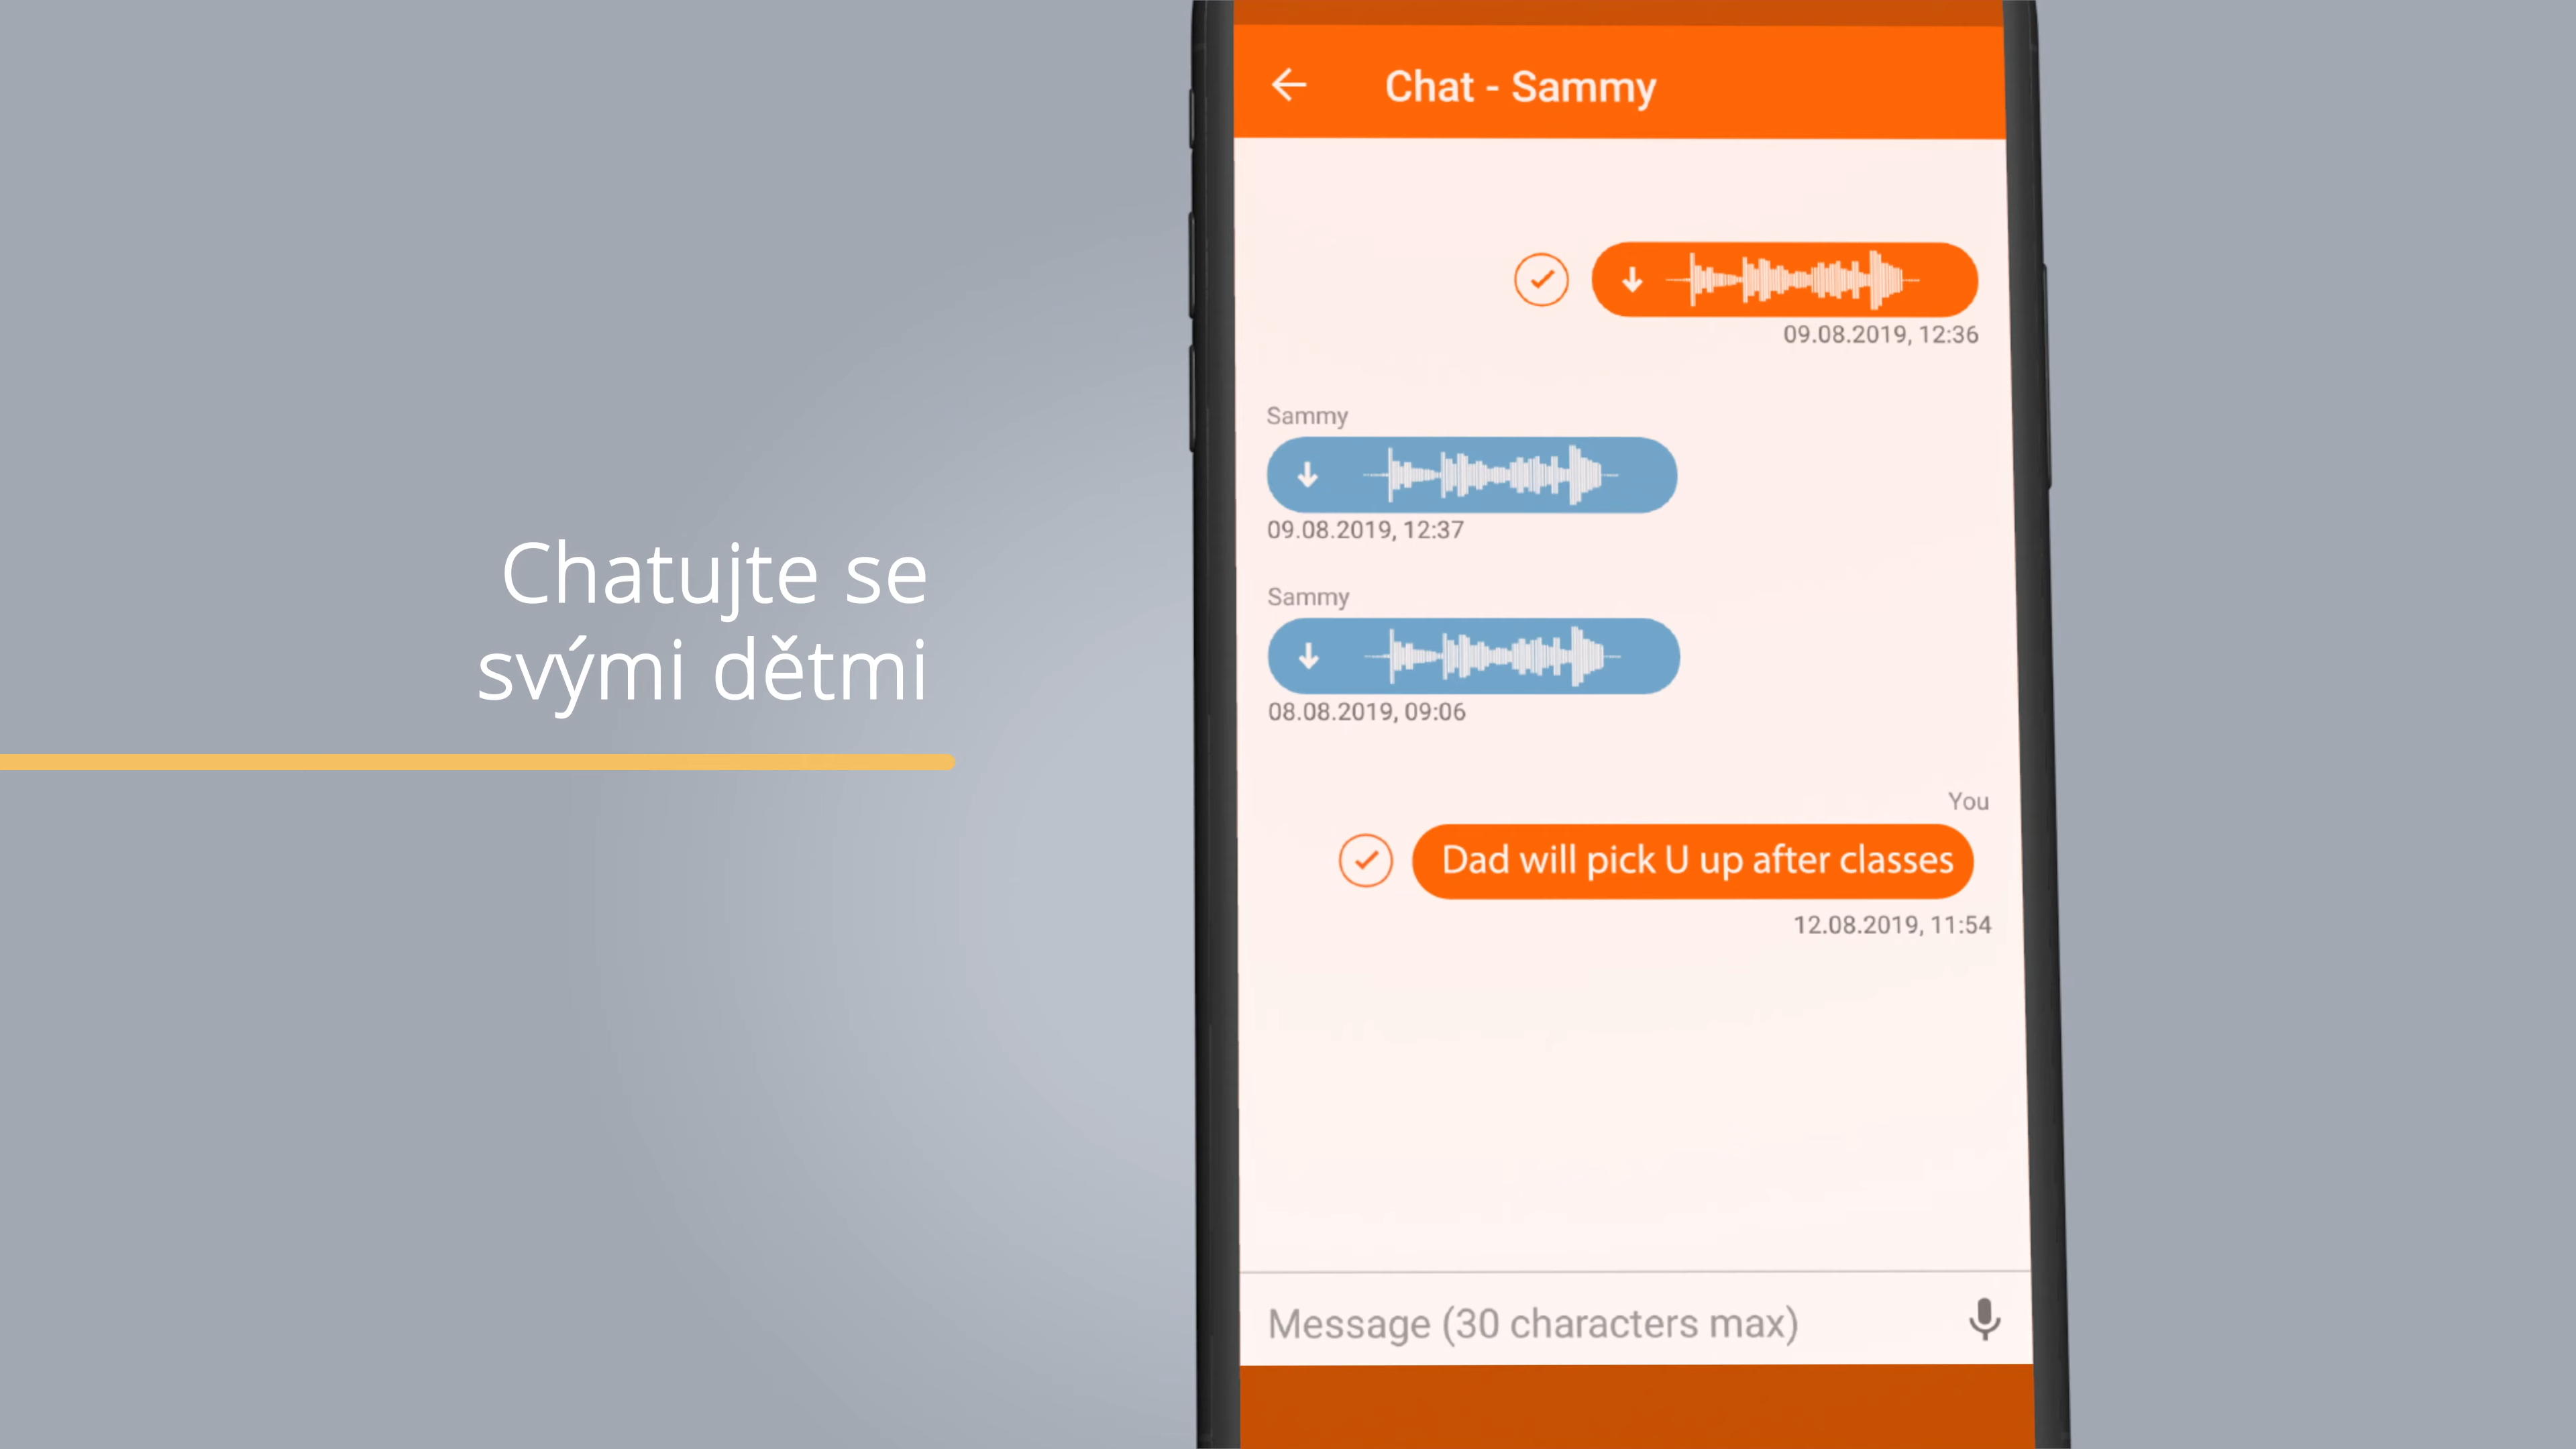 Chatujte se
svými dětmi
Chat - Sammy
09.08.2019, 12:36
Sammy
09.08.2019, 12:37
Sammy
08.08.2019, 09:06
You
Dad will pick U up after classes
12.08.2019, 11:54
Message (30 characters max)